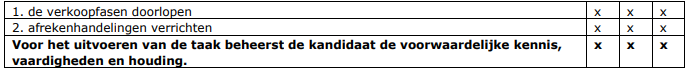 1. de verkoopfasen doorlopen x x x
2. afrekenhandelingen verrichten x x x
Voor het uitvoeren van de taak beheerst de kandidaat de voorwaardelijke kennis, x x x
vaardigheden en houding.